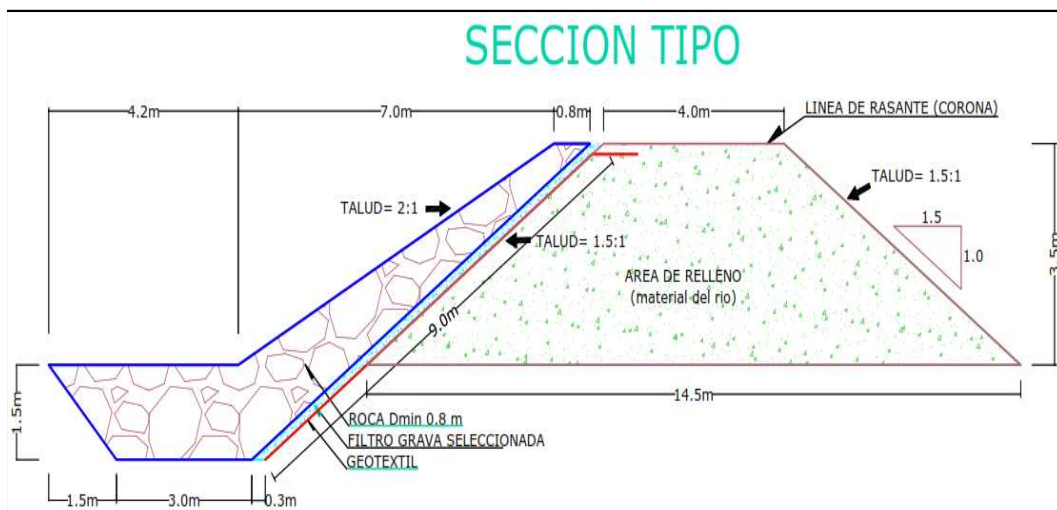 SECCION TIPO
4.2m
7.0m
0.8m
4.0m
LINEA DE RASANTE (CORONA)
TALUD= 2:1
TALUD= 1.5:1
TALUD= 1.5:1
1.5
1.0
3.5m
AREA DE RELLENO
(material del rio)
9.0m
14.5m
1.5m
ROCA Dmin 0.8 m
FILTRO GRAVA SELECCIONADA
GEOTEXTIL
1.5m
3.0m
0.3m